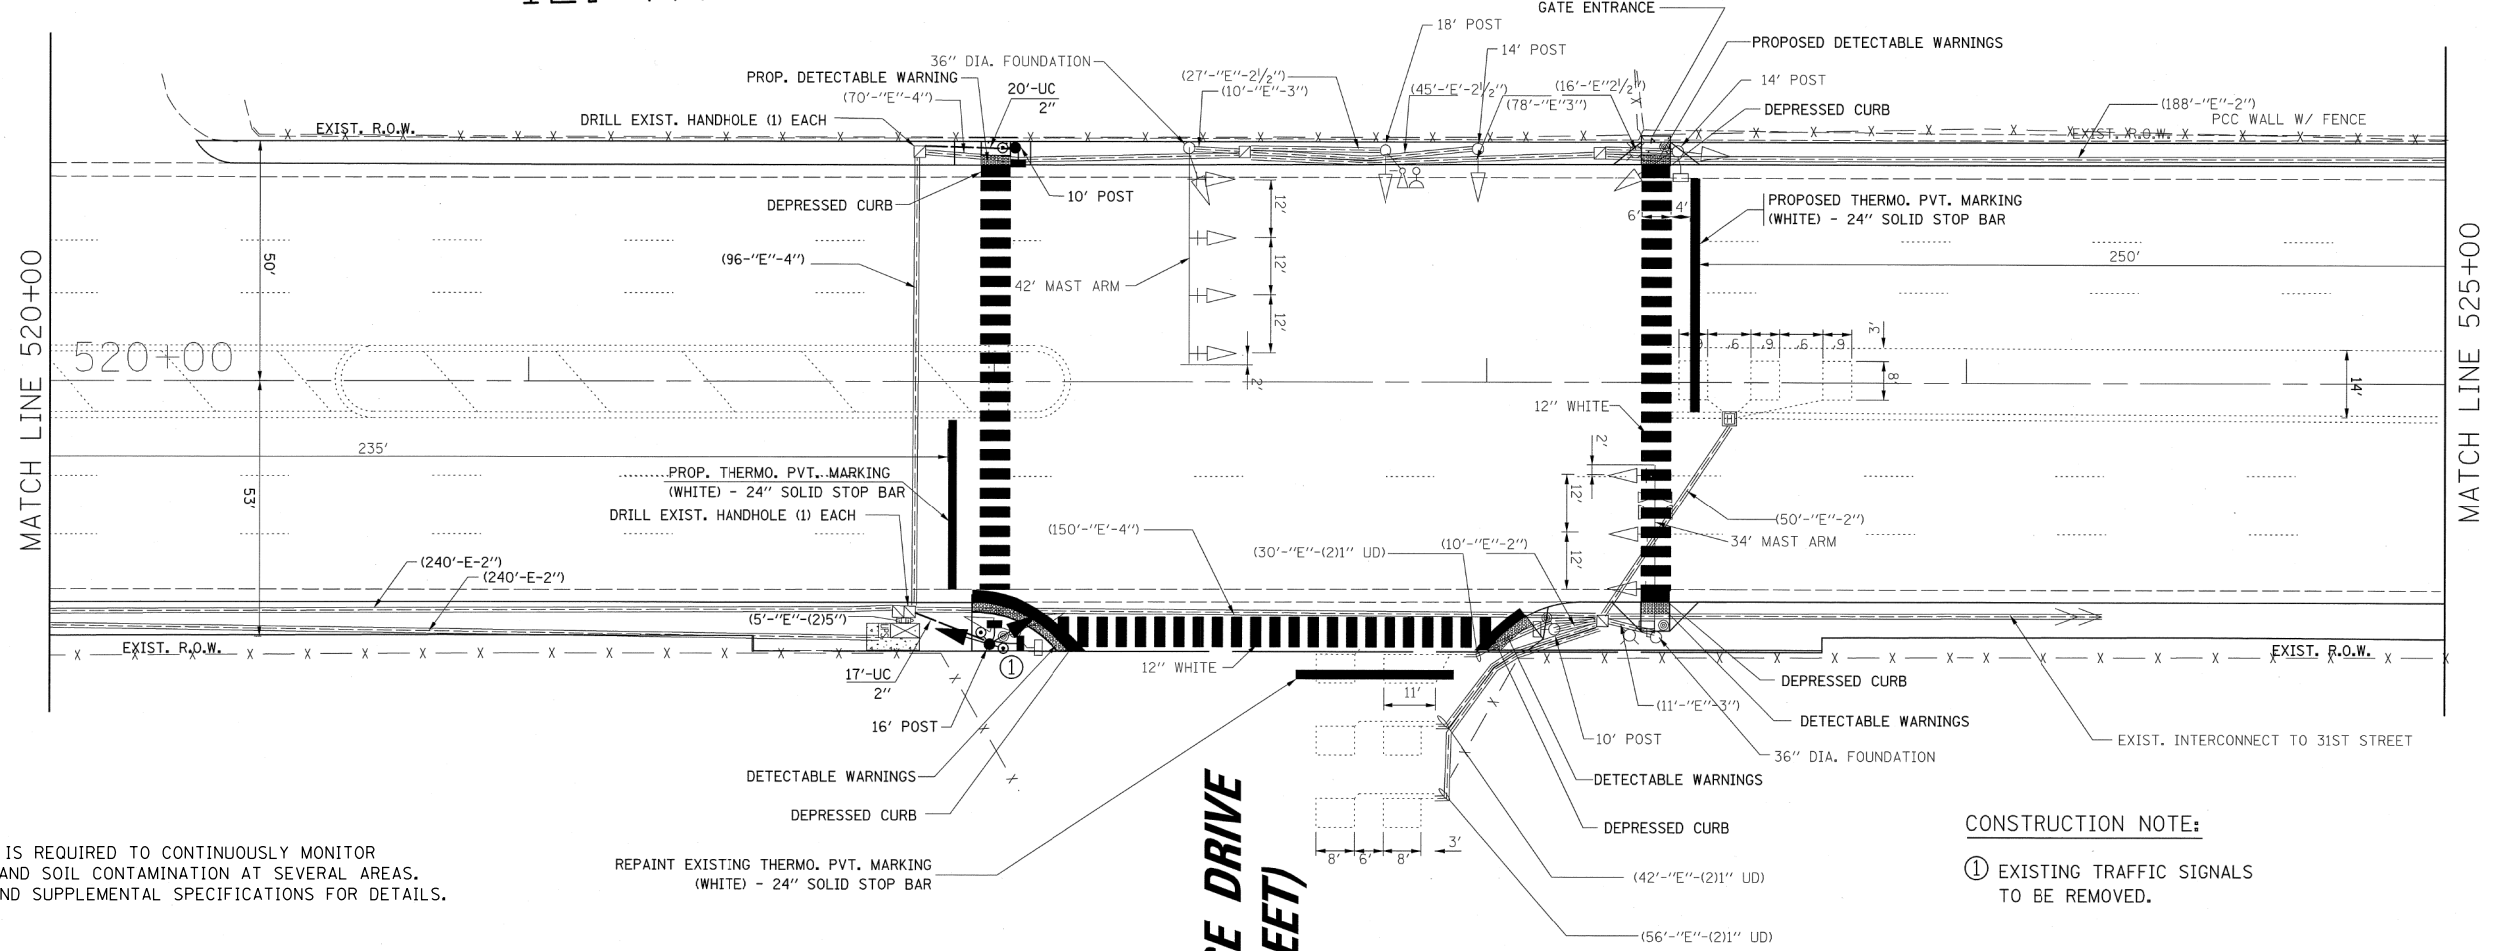 GATE ENTRANCE
18' POST
PROPOSED DETECTABLE WARNINGS
14' POST
36" DIA. FOUNDATION
PROP. DETECTABLE WARNING
(27'-"E"-2½")
(10'-"E"-3")
(45'-E'-2½")
(16'-"E"2½")
(78'-"E"3")
14' POST
(70'-"E"-4")
20'-UC
2"
DEPRESSED CURB
(188'-"E"-2")
PCC WALL W/ FENCE
DRILL EXIST. HANDHOLE (1) EACH
EXIST. R.O.W.
EXIST. R.O.W.
10' POST
DEPRESSED CURB
12'
6'
4'
PROPOSED THERMO. PVT. MARKING
(WHITE) - 24" SOLID STOP BAR
50'
(96-"E"-4")
42' MAST ARM
12'
12'
2'
250'
MATCH LINE 520+00
520+00
MATCH LINE 525+00
6'
6'
6'
6'
3'
8'
14'
12" WHITE
235'
PROP. THERMO. PVT. MARKING
(WHITE) - 24" SOLID STOP BAR
2'
12'
12'
53'
DRILL EXIST. HANDHOLE (1) EACH
(150'-"E'-4")
(50'-"E"-2")
34' MAST ARM
(30'-"E"-(2)1" UD)
(10'-"E"-2")
(240'-E-2")
(240'-E-2")
(5'-"E"-(2)5")
EXIST. R.O.W.
17'-UC
2"
1
12" WHITE
EXIST. R.O.W.
DEPRESSED CURB
11'
(11'-"E"-3")
16' POST
DETECTABLE WARNINGS
10' POST
EXIST. INTERCONNECT TO 31ST STREET
36" DIA. FOUNDATION
DETECTABLE WARNINGS
DETECTABLE WARNINGS
DEPRESSED CURB
DEPRESSED CURB
8'
6'
8'
3'
REPAINT EXISTING THERMO. PVT. MARKING
(WHITE) - 24" SOLID STOP BAR
DRIVE
(42'-"E"-(2)1" UD)
(56'-"E"-(2)1" UD)
IS REQUIRED TO CONTINUOUSLY MONITOR
AND SOIL CONTAMINATION AT SEVERAL AREAS.
ND SUPPLEMENTAL SPECIFICATIONS FOR DETAILS.
CONSTRUCTION NOTE:
1 EXISTING TRAFFIC SIGNALS
TO BE REMOVED.